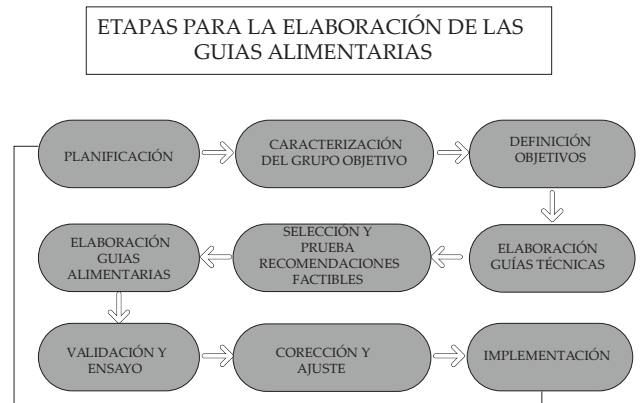 ETAPAS PARA LA ELABORACIÓN DE LAS
GUIAS ALIMENTARIAS
PLANIFICACIÓN
CARACTERIZACIÓN
DEL GRUPO OBJETIVO
DEFINICIÓN
OBJETIVOS
ELABORACIÓN
GUÍAS TÉCNICAS
SELECCIÓN Y
PRUEBA
RECOMENDACIONES
FACTIBLES
ELABORACIÓN
GUIAS
ALIMENTARIAS
VALIDACIÓN Y
ENSAYO
CORECCIÓN Y
AJUSTE
IMPLEMENTACIÓN